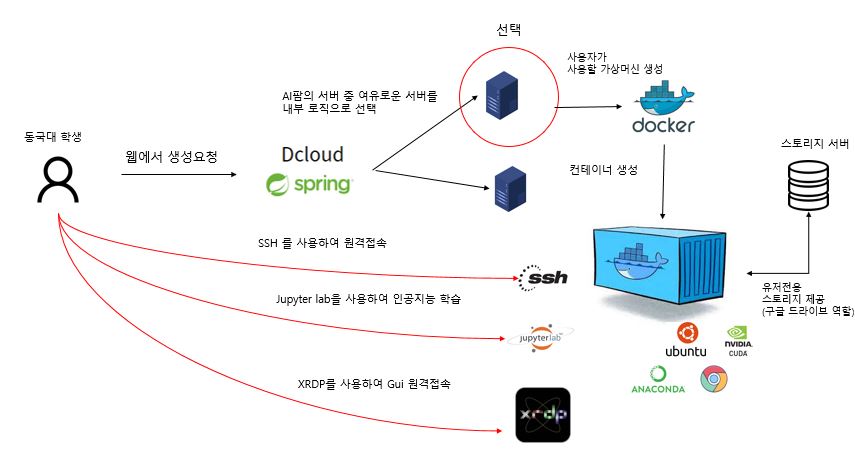 선택
사용자가
사용할 가상머신 생성
AI팜의 서버 중 여유로운 서버를
내부 로직으로 선택
docker
동국대 학생
웹에서 생성요청
Dcloud
spring
컨테이너 생성
스토리지 서버
SSH 를 사용하여 원격접속
ssh
유저전용
스토리지 제공
(구글 드라이브 역할)
Jupyter lab을 사용하여 인공지능 학습
jupyterlab
ubuntu
NVIDIA
CUDA
ANACONDA
XRDP를 사용하여 Gui 원격접속
xrdp